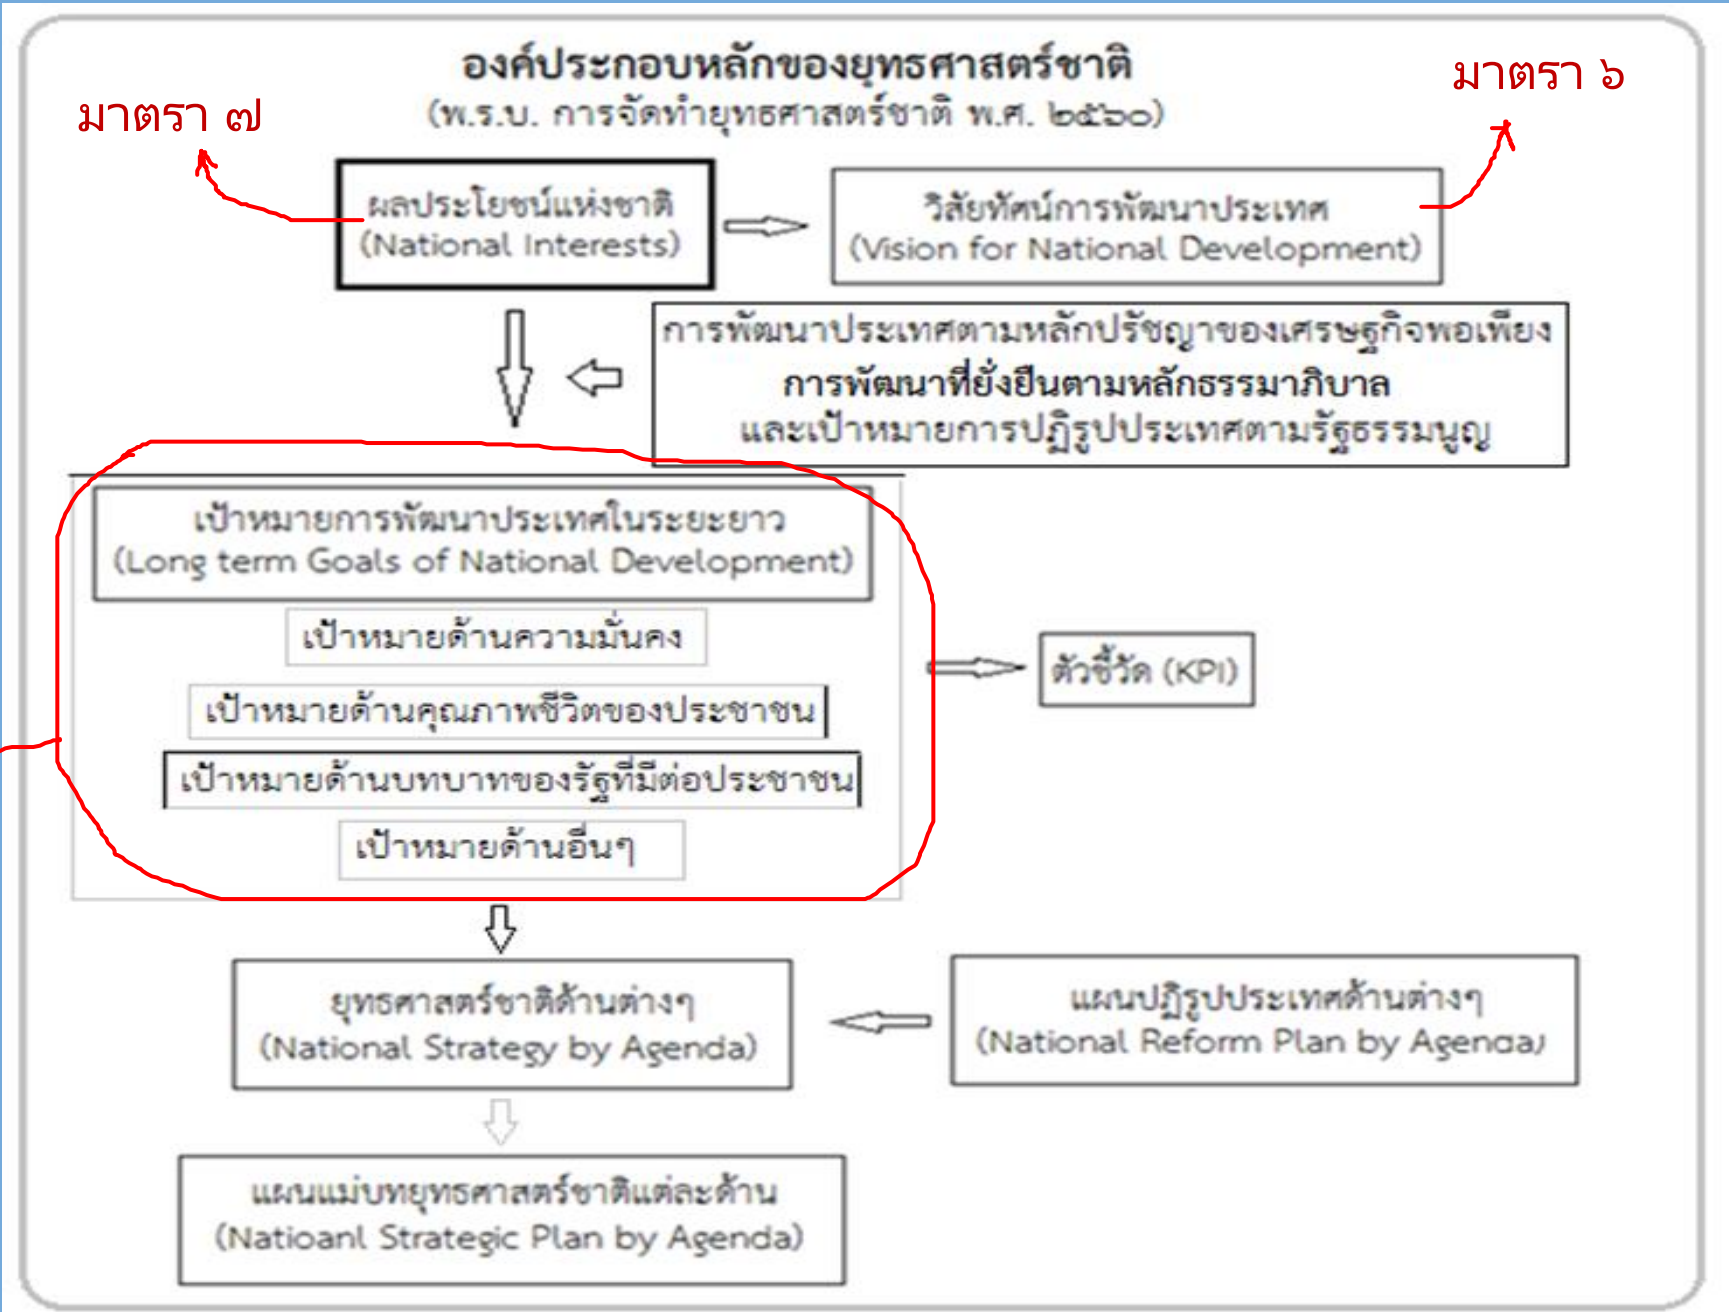 องค์ประกอบหลักของยุทธศาสตร์ชาติ
(พ.ร.บ. การจัดทำยุทธศาสตร์ชาติ พ.ศ. ๒๕๖๐)
มาตรา ๗
มาตรา ๖
ผลประโยชน์แห่งชาติ
(National Interests)
วิสัยทัศน์การพัฒนาประเทศ
(Vision for National Development)
การพัฒนาประเทศตามหลักปรัชญาของเศรษฐกิจพอเพียง
การพัฒนาที่ยั่งยืนตามหลักธรรมาภิบาล
และเป้าหมายการปฏิรูปประเทศตามรัฐธรรมนูญ
เป้าหมายการพัฒนาประเทศในระยะยาว
(Long term Goals of National Development)
เป้าหมายด้านความมั่นคง
เป้าหมายด้านคุณภาพชีวิตของประชาชน
เป้าหมายด้านบทบาทของรัฐที่มีต่อประชาชน
เป้าหมายด้านอื่นๆ
ตัวชี้วัด (KPI)
ยุทธศาสตร์ชาติด้านต่างๆ
(National Strategy by Agenda)
แผนปฏิรูปประเทศด้านต่างๆ
(National Reform Plan by Agenda)
แผนแม่บทยุทธศาสตร์ชาติแต่ละด้าน
(Natioanl Strategic Plan by Agenda)